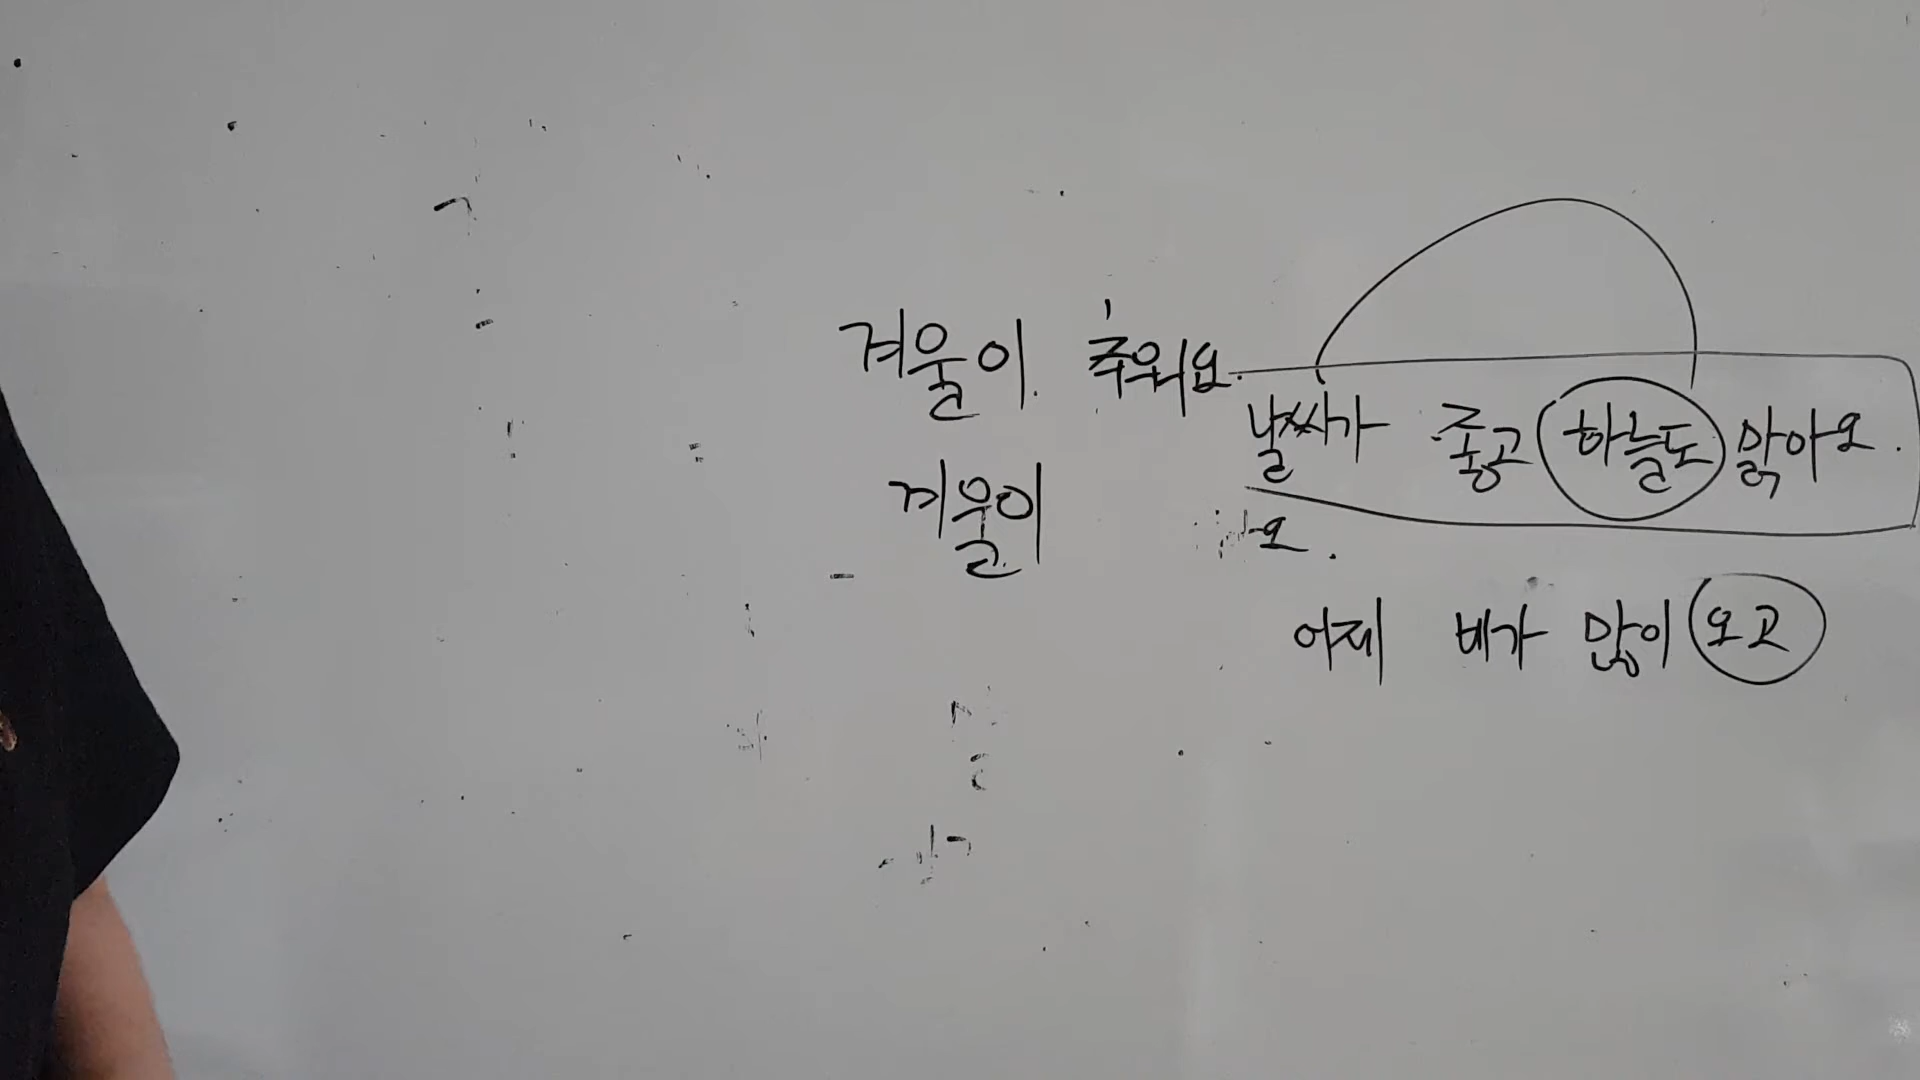 겨울이 추워요.
날씨가 좋고 하늘도 맑아요.
겨울이
요.
어제 비가 많이 오고